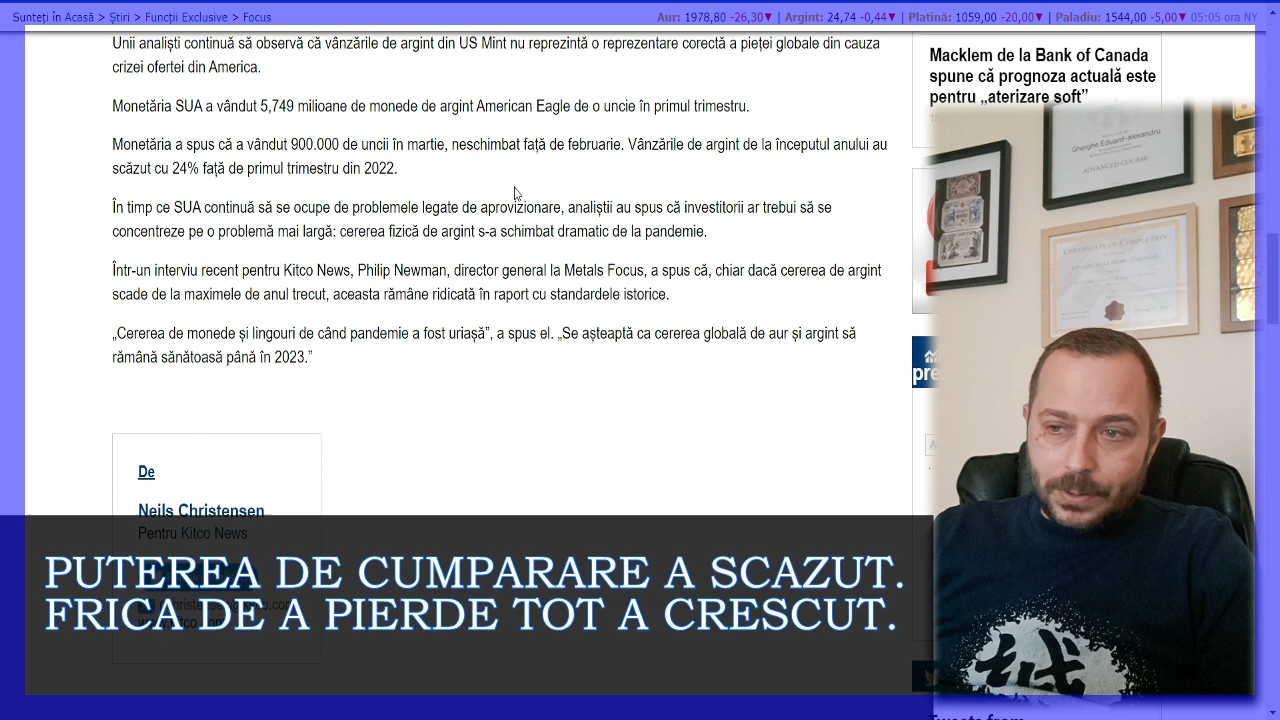 Sunteți în Acasă > Știri > Funcții Exclusive > Focus
Aur: 1978,80 -26,30▼ | Argint: 24,74 -0,44▼ | Platină: 1059,00 -20,00▼ | Paladiu: 1544,00 -5,00▼ 05:05 ora NY
Unii analiști continuă să observă că vânzările de argint din US Mint nu reprezintă o reprezentare corectă a pieței globale din cauza
crizei ofertei din America.
Monetăria SUA a vândut 5,749 milioane de monede de argint American Eagle de o uncie în primul trimestru.
Monetăria a spus că a vândut 900.000 de uncii în martie, neschimbat față de februarie. Vânzările de argint de la începutul anului au
scăzut cu 24% față de primul trimestru din 2022.
În timp ce SUA continuă să se ocupe de problemele legate de aprovizionare, analiștii au spus că investitorii ar trebui să se
concentreze pe o problemă mai largă: cererea fizică de argint s-a schimbat dramatic de la pandemie.
Într-un interviu recent pentru Kitco News, Philip Newman, director general la Metals Focus, a spus că, chiar dacă cererea de argint
scade de la maximele de anul trecut, aceasta rămâne ridicată în raport cu standardele istorice.
„Cererea de monede și lingouri de când pandemie a fost uriașă”, a spus el. „Se așteaptă ca cererea globală de aur și argint să
rămână sănătoasă până în 2023.”
De
Neils Christensen
Pentru Kitco News
Macklem de la Bank of Canada
spune că prognoza actuală este
pentru „aterizare soft”
Gherghe Eduard-alexandru
ADVANCED COURSE
CERTIFICATE OF COMPLETION
pre
PUTEREA DE CUMPARARE A SCAZUT.
FRICA DE A PIERDE TOT A CRESCUT.
Tweets from